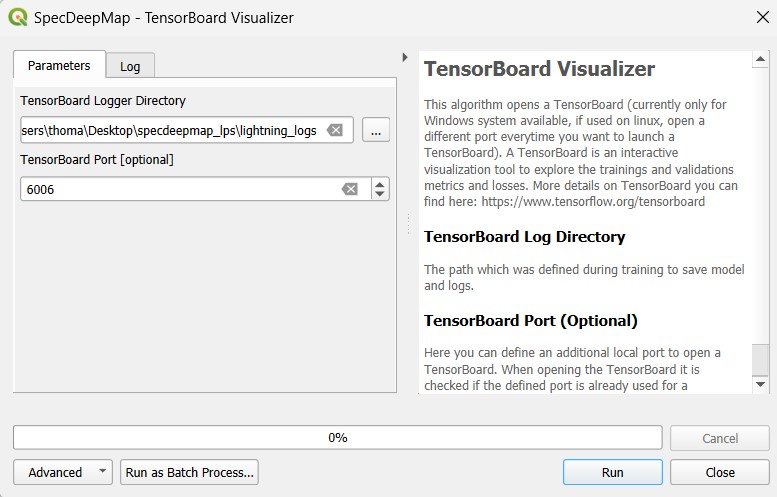 SpecDeepMap - TensorBoard Visualizer
Parameters
Log
TensorBoard Logger Directory
sers\thoma\Desktop\specdeepmap_lps\lightning_logs
...
TensorBoard Port [optional]
6006
TensorBoard Visualizer
This algorithm opens a TensorBoard (currently only for
Windows system available, if used on linux, open a
different port everytime you want to launch a
TensorBoard). A TensorBoard is an interactive
visualization tool to explore the trainings and validations
metrics and losses. More details on TensorBoard you can
find here: https://www.tensorflow.org/tensorboard
TensorBoard Log Directory
The path which was defined during training to save model
and logs.
TensorBoard Port (Optional)
Here you can define an additional local port to open a
TensorBoard. When opening the TensorBoard it is
checked if the defined port is already used for a
0%
Cancel
Advanced
Run as Batch Process...
Run
Close